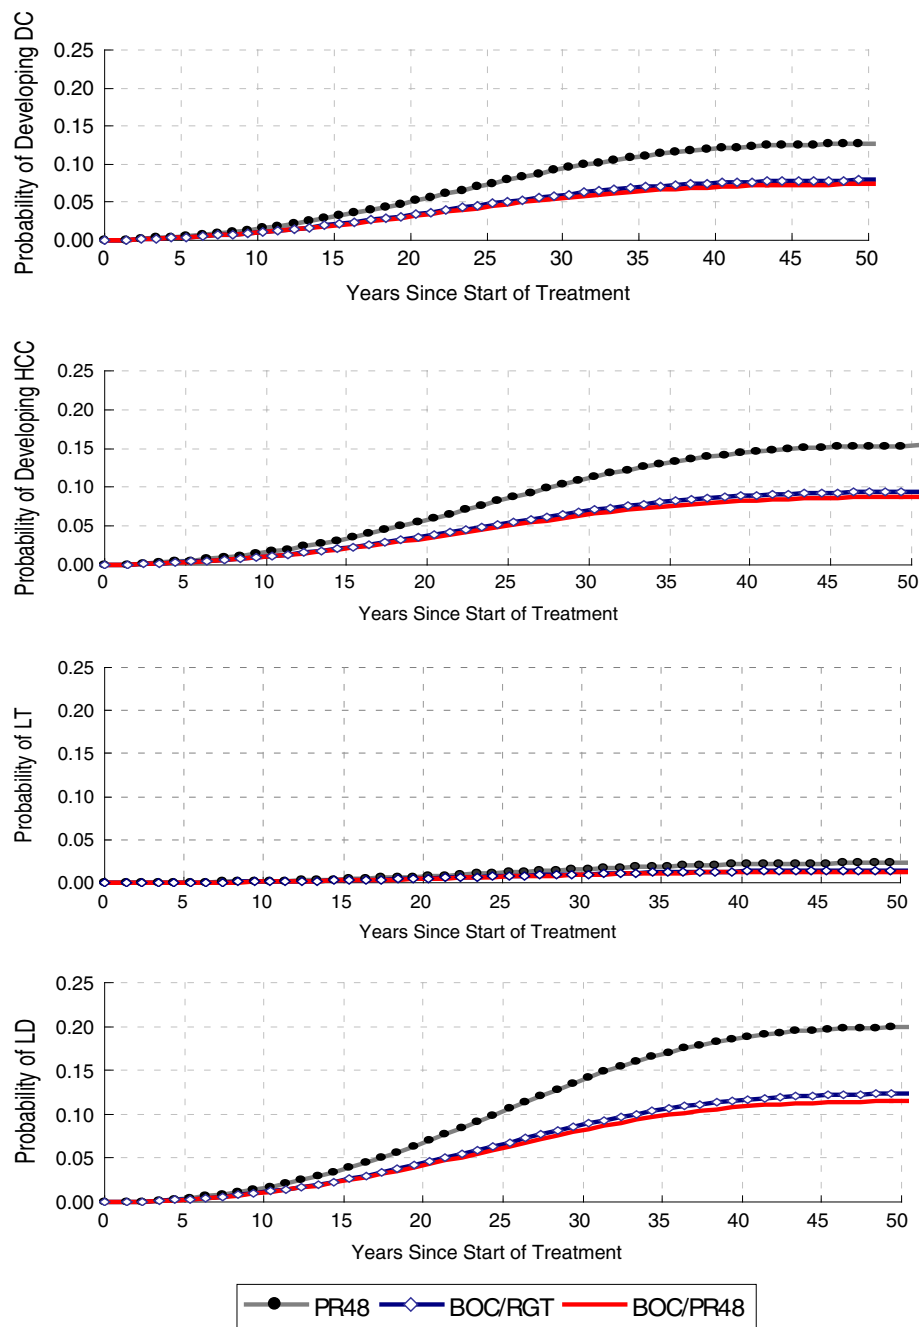 Probability of Developing DC
0.25
0.20
0.15
0.10
0.05
0.00
0 5 10 15 20 25 30 35 40 45 50
Years Since Start of Treatment
Probability of Developing HCC
0.25
0.20
0.15
0.10
0.05
0.00
0 5 10 15 20 25 30 35 40 45 50
Years Since Start of Treatment
Probability of LT
0.25
0.20
0.15
0.10
0.05
0.00
0 5 10 15 20 25 30 35 40 45 50
Years Since Start of Treatment
Probability of LD
0.25
0.20
0.15
0.10
0.05
0.00
0 5 10 15 20 25 30 35 40 45 50
Years Since Start of Treatment
PR48 BOC/RGT BOC/PR48